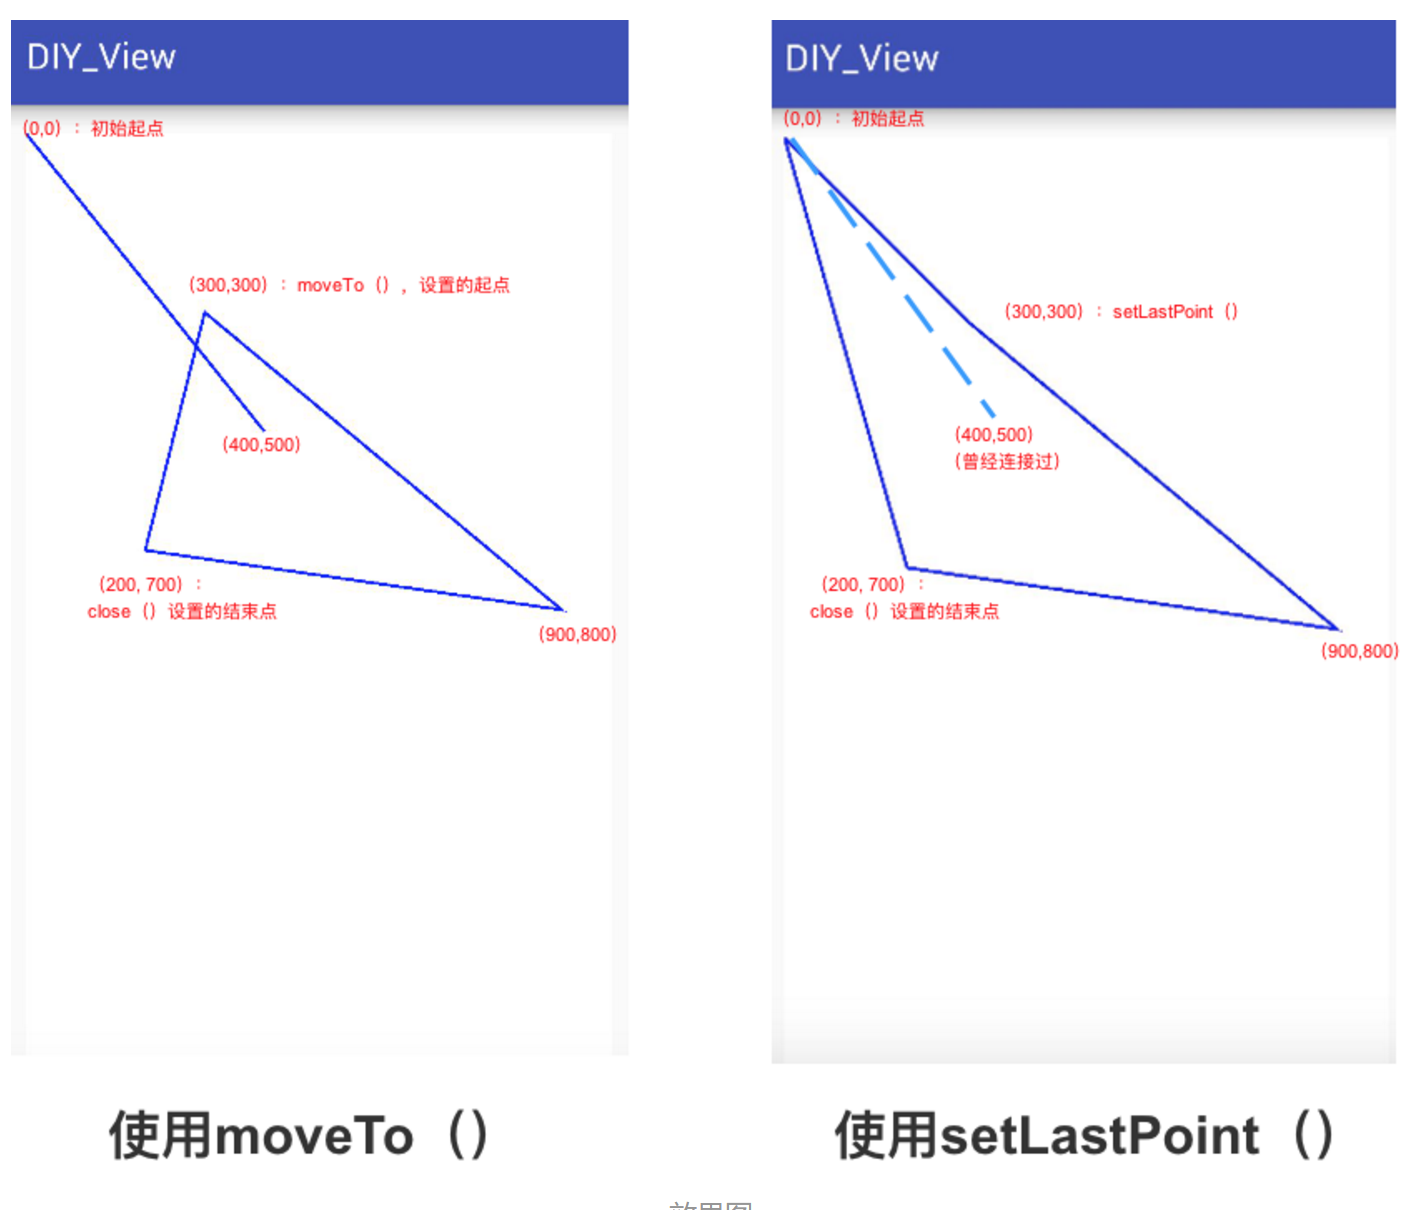 DIY_View
(0,0) : 初始起点
(300,300) : moveTo () , 设置的起点
(400,500)
(200, 700) :
close () 设置的结束点
(900,800)
使用moveTo ()
DIY_View
(0,0) : 初始起点
(300,300) : setLastPoint ()
(400,500)
(曾经连接过)
(200, 700) :
close () 设置的结束点
(900,800)
使用setLastPoint ()
效果图